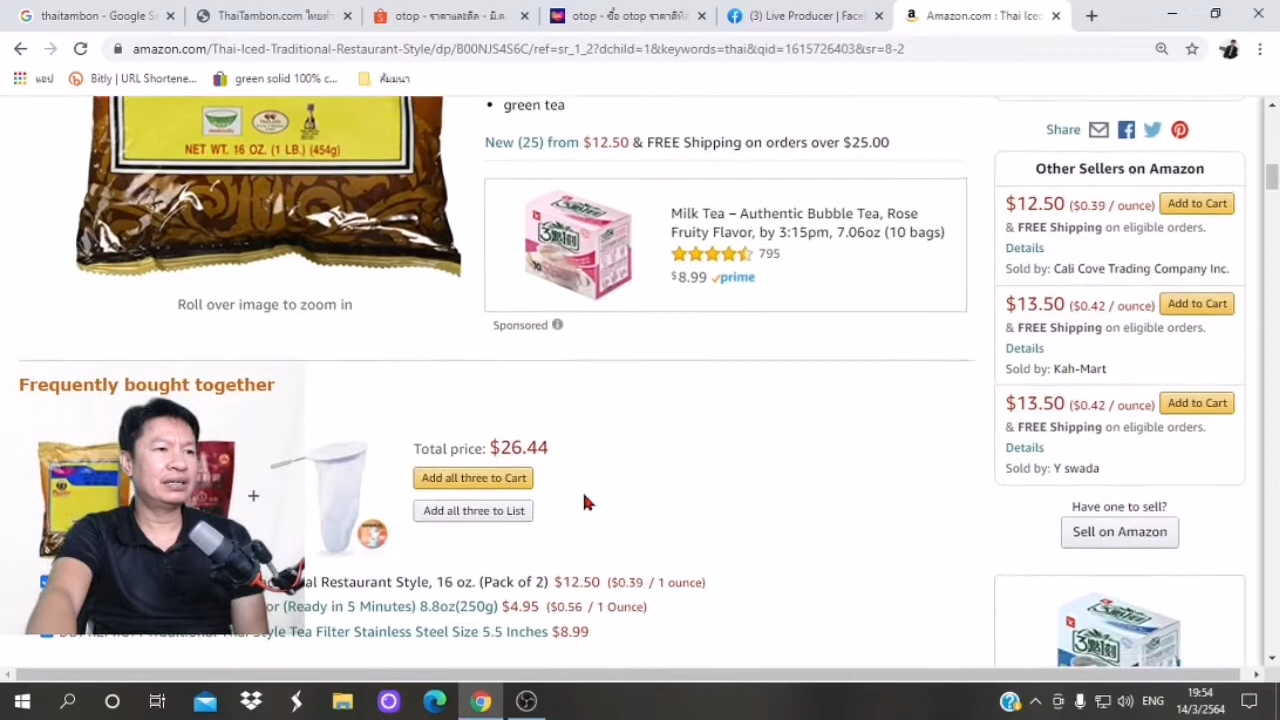 thaitambon - Google S
ThaiTambon.com ไทยตำ
otop - ราคาและดีล - มี.ค.
otop - ซื้อ otop ราคาดีที่ส
(3) Live Producer | Face
Amazon.com : Thai Iced
amazon.com/Thai-Iced-Traditional-Restaurant-Style/dp/B00NJS4S6C/ref=sr_1_2?dchild=1&keywords=thai&qid=1615726403&sr=8-2
แอป
Bitly | URL Shortene...
green solid 100% c...
คัมมนา
NET WT. 16 OZ. (1 LB.) (454g)
Roll over image to zoom in
• green tea
New (25) from $12.50 & FREE Shipping on orders over $25.00
Milk Tea – Authentic Bubble Tea, Rose
Fruity Flavor, by 3:15pm, 7.06oz (10 bags)
795
$8.99 prime
Sponsored
Share
Other Sellers on Amazon
$12.50 ($0.39 / ounce) Add to Cart
& FREE Shipping on eligible orders.
Details
Sold by: Cali Cove Trading Company Inc.
$13.50 ($0.42 / ounce) Add to Cart
& FREE Shipping on eligible orders.
Details
Sold by: Kah-Mart
$13.50 ($0.42 / ounce) Add to Cart
& FREE Shipping on eligible orders.
Details
Sold by: Y swada
Have one to sell?
Sell on Amazon
Frequently bought together
+
Total price: $26.44
Add all three to Cart
Add all three to List
al Restaurant Style, 16 oz. (Pack of 2) $12.50 ($0.39 / 1 ounce)
or (Ready in 5 Minutes) 8.8oz(250g) $4.95 ($0.56 / 1 Ounce)
Style Tea Filter Stainless Steel Size 5.5 Inches $8.99
ENG
19:54
14/3/2564